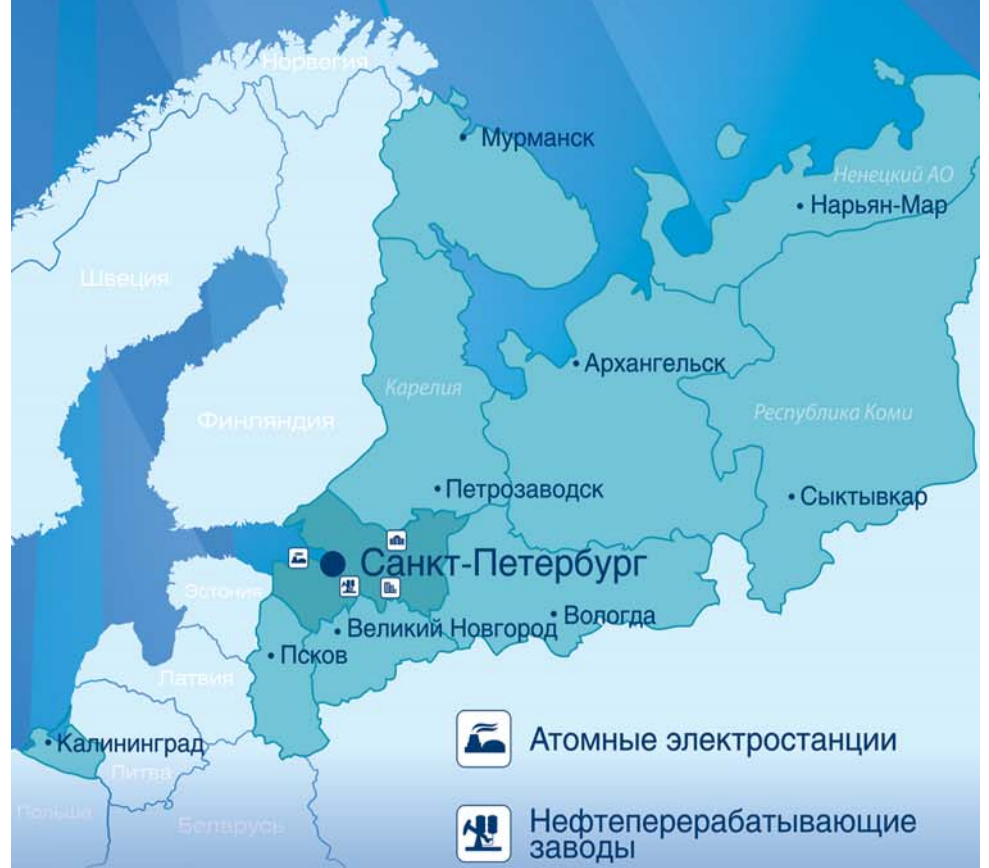 Норвегия
Мурманск
Ненецкий АО
Нарьян-Мар
Швеция
Архангельск
Карелия
Республика Коми
Финляндия
Петрозаводск
Сыктывкар
Санкт-Петербург
Эстония
Вологда
Великий Новгород
Псков
Латвия
Калининград
Литва
Польша
Беларусь
Атомные электростанции
Нефтеперерабатывающие
заводы